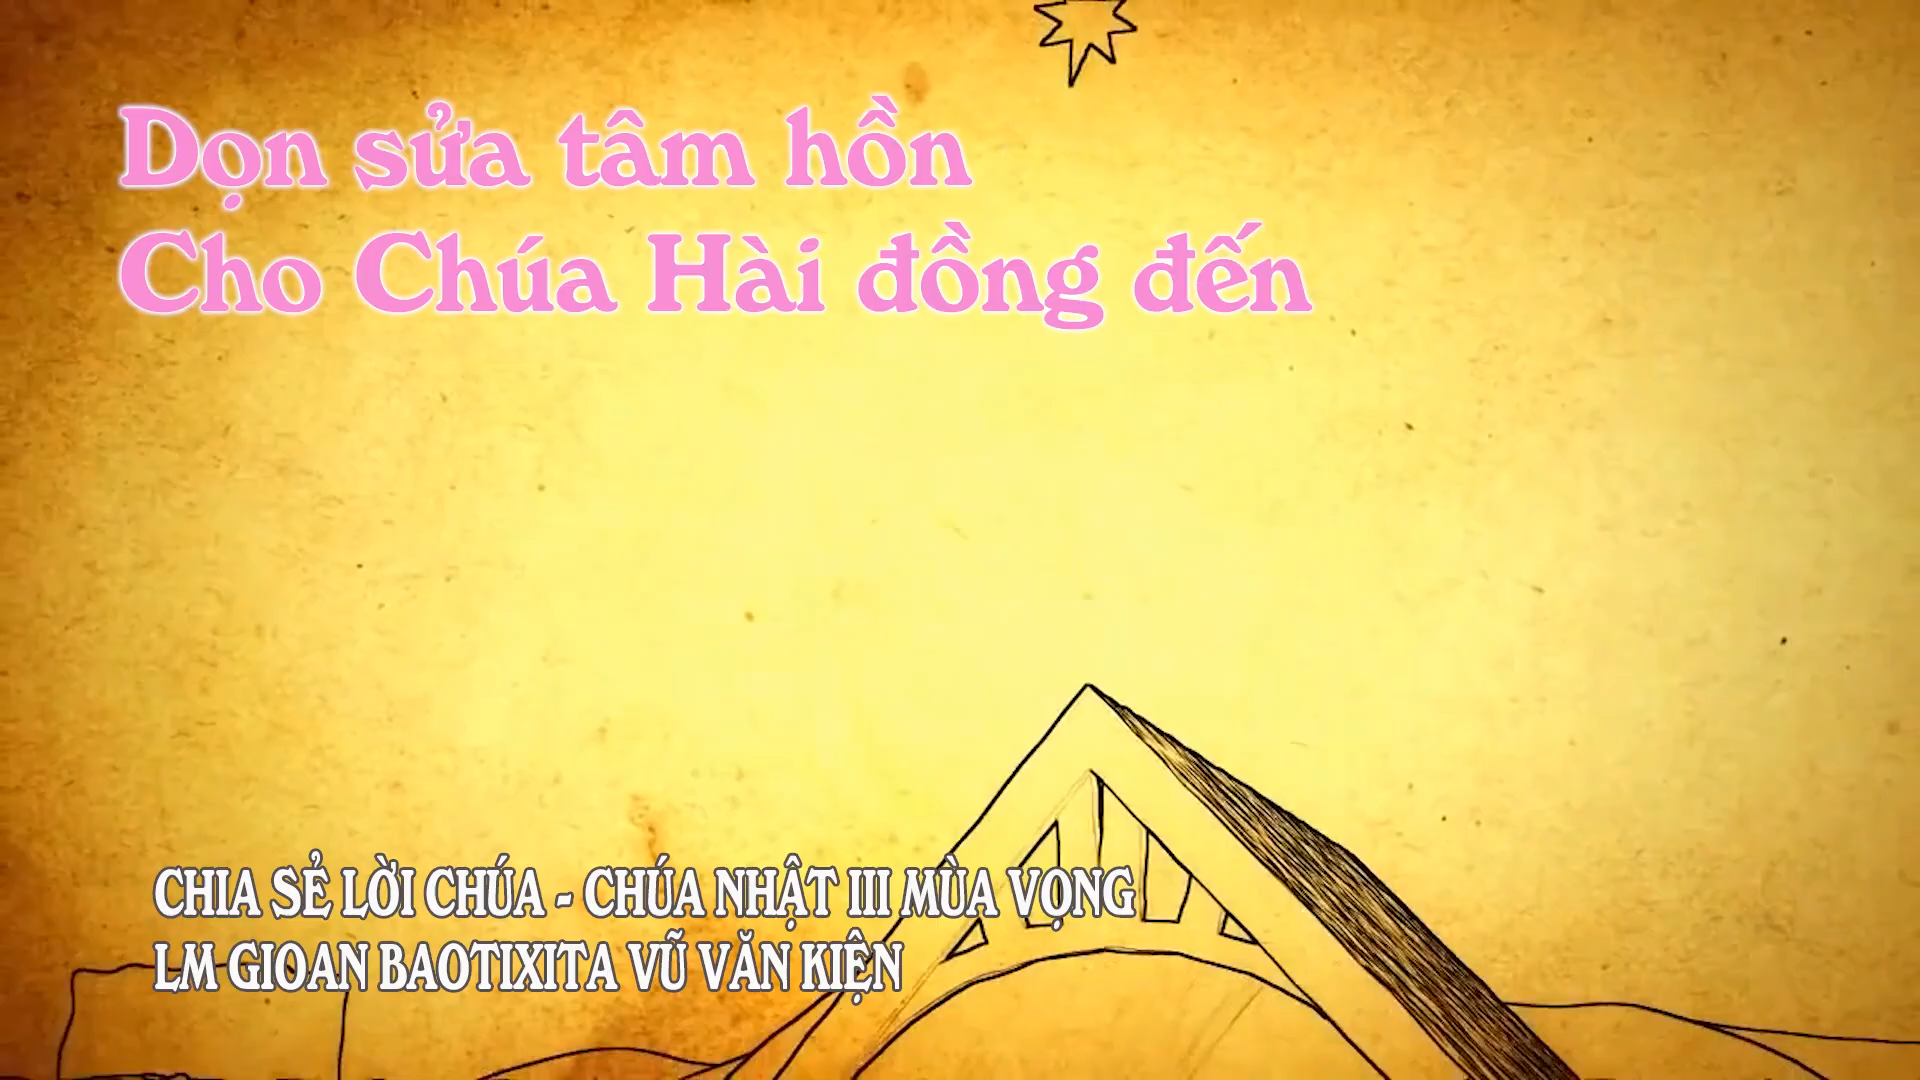 Dọn sửa tâm hồn
Cho Chúa Hài đồng đến
CHIA SẺ LỜI CHÚA - CHÚA NHẬT III MÙA VỌNG
LM GIOAN BAOTIXITA VŨ VĂN KIỆN